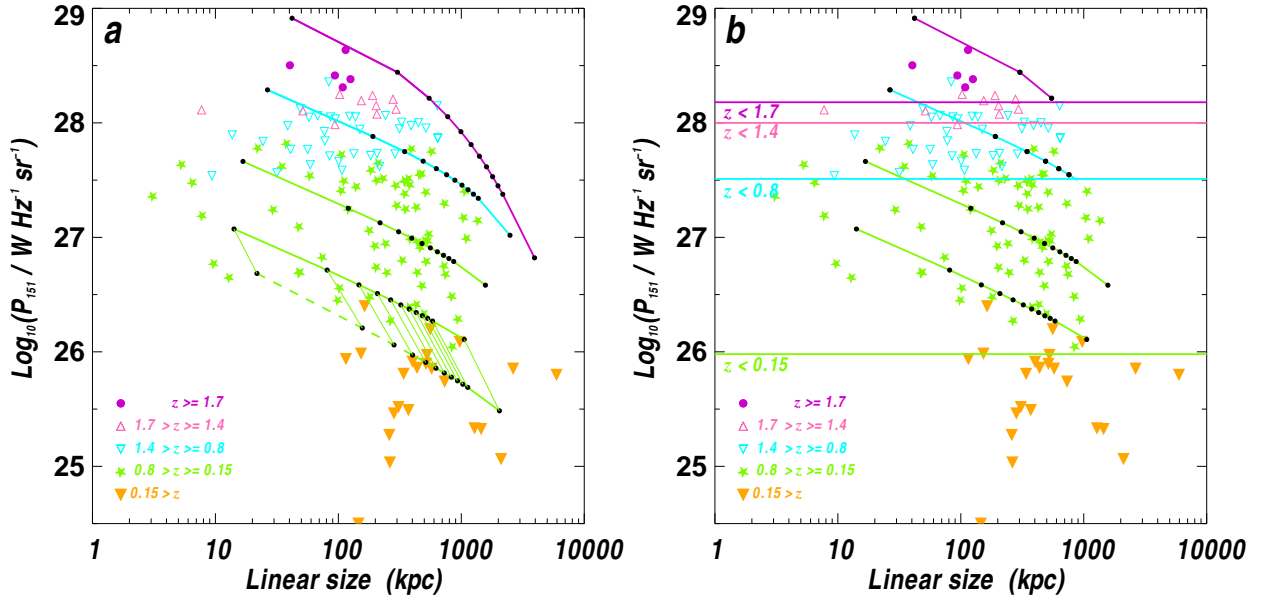 a
29
28
27
26
25
Log10(P151 / W Hz-1 sr-1)
z >= 1.7
1.7 > z >= 1.4
1.4 > z >= 0.8
0.8 > z >= 0.15
0.15 > z
1 10 100 1000 10000
Linear size (kpc)
b
29
28
27
26
25
Log10(P151 / W Hz-1 sr-1)
z < 1.7
z < 1.4
z < 0.8
z < 0.15
z >= 1.7
1.7 > z >= 1.4
1.4 > z >= 0.8
0.8 > z >= 0.15
0.15 > z
1 10 100 1000 10000
Linear size (kpc)